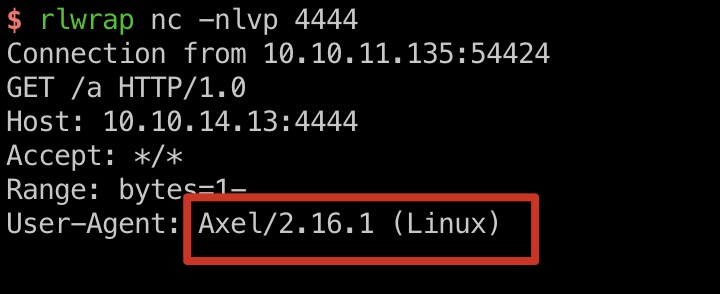 $ rlwrap nc -nlvp 4444
Connection from 10.10.11.135:54424
GET /a HTTP/1.0
Host: 10.10.14.13:4444
Accept: */*
Range: bytes=1-
User-Agent: Axel/2.16.1 (Linux)